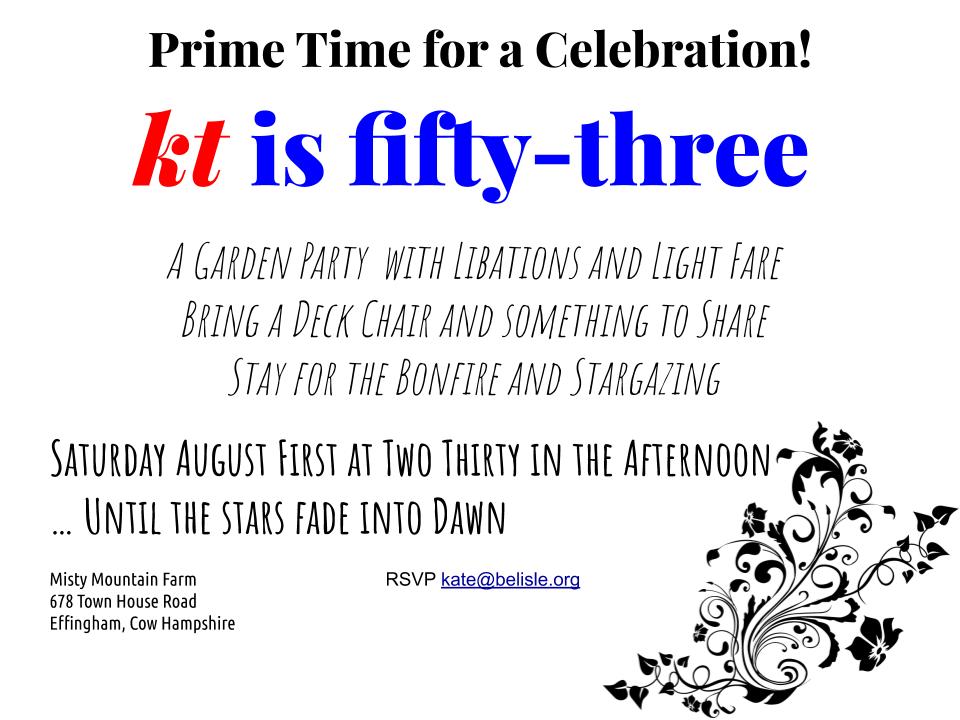 Prime Time for a Celebration!
kt is fifty-three
A Garden Party with Libations and Light Fare
Bring a Deck Chair and something to Share
Stay for the Bonfire and Stargazing
Saturday August First at Two Thirty in the Afternoon
... Until the stars fade into Dawn
Misty Mountain Farm
678 Town House Road
Effingham, Cow Hampshire
RSVP kate@belisle.org